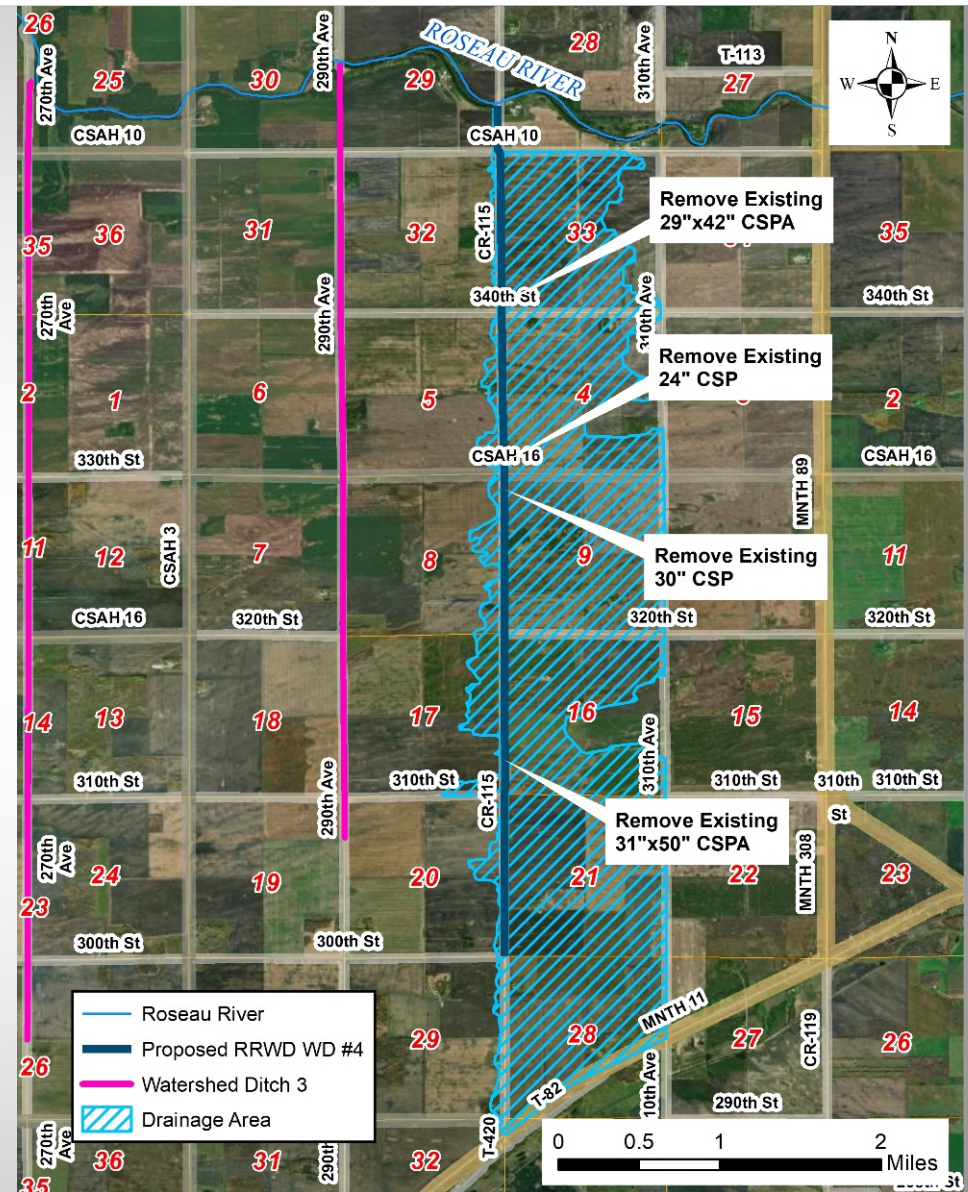 26
270th Ave
25
30
290th Ave
29
ROSEAU RIVER
28
310th Ave
T-113
27
N
W
E
S
CSAH 10
CSAH 10
35
36
31
32
CR-115
33
Remove Existing
29"x42" CSPA
35
270th
Ave
290th Ave
340th St
310th Ave
340th St
2
1
6
5
4
Remove Existing
24" CSP
2
330th St
CSAH 16
MNTH 89
CSAH 16
11
12
CSAH 3
7
8
9
Remove Existing
30" CSP
11
CSAH 16
320th St
320th St
320th St
14
13
18
17
16
15
14
310th St
290th Ave
310th St
CR-115
310th Ave
310th St
310th
St
310th St
Remove Existing
31"x50" CSPA
270th
Ave
24
23
19
20
21
22
MNTH 308
23
300th St
300th St
Roseau River
Proposed RRWD WD #4
Watershed Ditch 3
Drainage Area
29
28
MNTH 11
27
CR-119
26
26
T-82
10th Ave
290th St
270th
Ave
36
31
290th
32
T-420
35
0
0.5
1
2
Miles